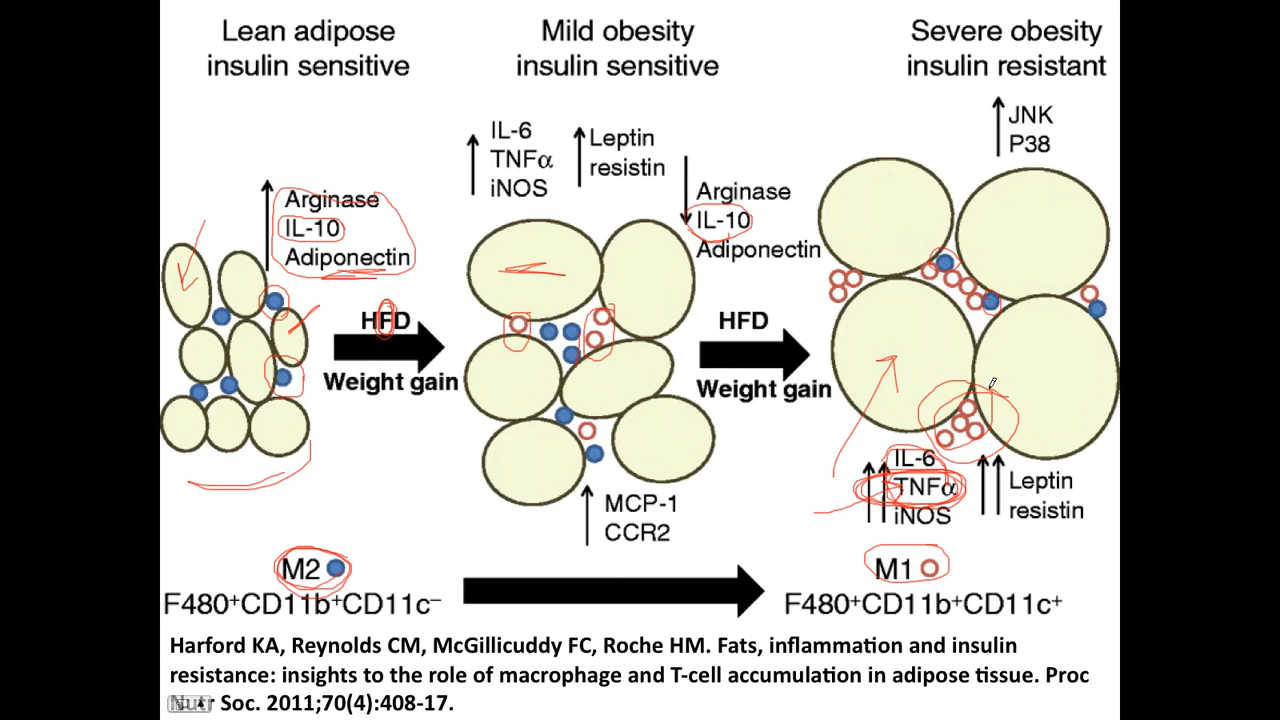 Lean adipose
insulin sensitive
Mild obesity
insulin sensitive
Severe obesity
insulin resistant
Arginase
IL-10
Adiponectin
HFD
Weight gain
IL-6
TNFα
iNOS
Leptin
resistin
Arginase
IL-10
Adiponectin
MCP-1
CCR2
HFD
Weight gain
JNK
P38
IL-6
TNFα
iNOS
Leptin
resistin
M2
F480⁺CD11b⁺CD11c⁻
M1
F480⁺CD11b⁺CD11c⁺
Harford KA, Reynolds CM, McGillicuddy FC, Roche HM. Fats, inflammation and insulin
resistance: insights to the role of macrophage and T-cell accumulation in adipose tissue. Proc
Nutr Soc. 2011;70(4):408-17.